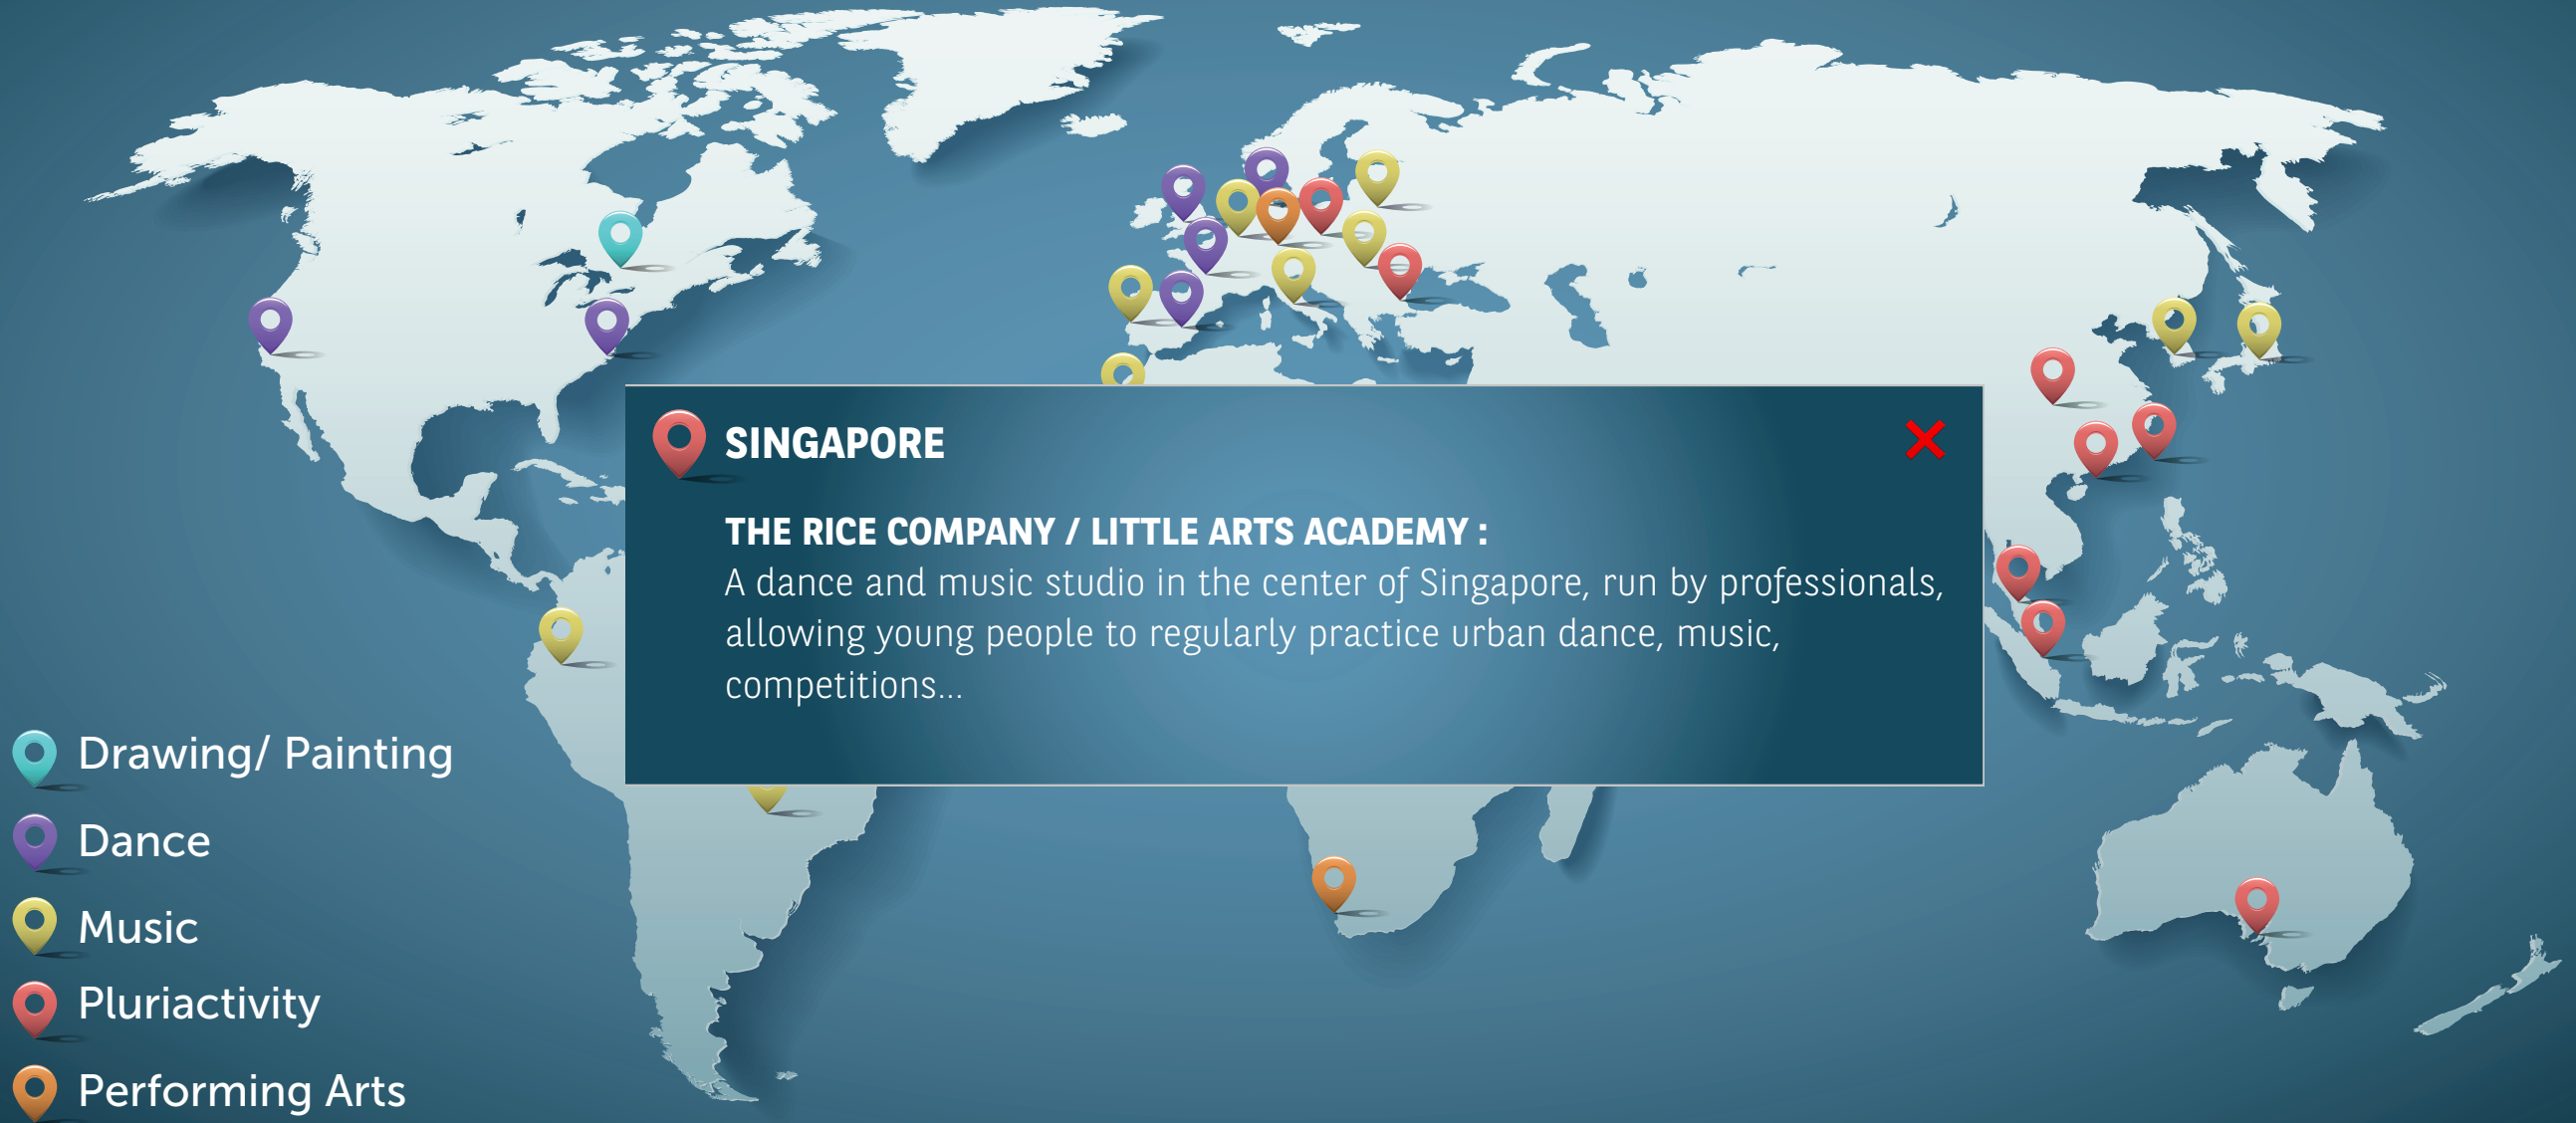 SINGAPORE
THE RICE COMPANY / LITTLE ARTS ACADEMY :
A dance and music studio in the center of Singapore, run by professionals,
allowing young people to regularly practice urban dance, music,
competitions...
Drawing/ Painting
Dance
Music
Pluriactivity
Performing Arts